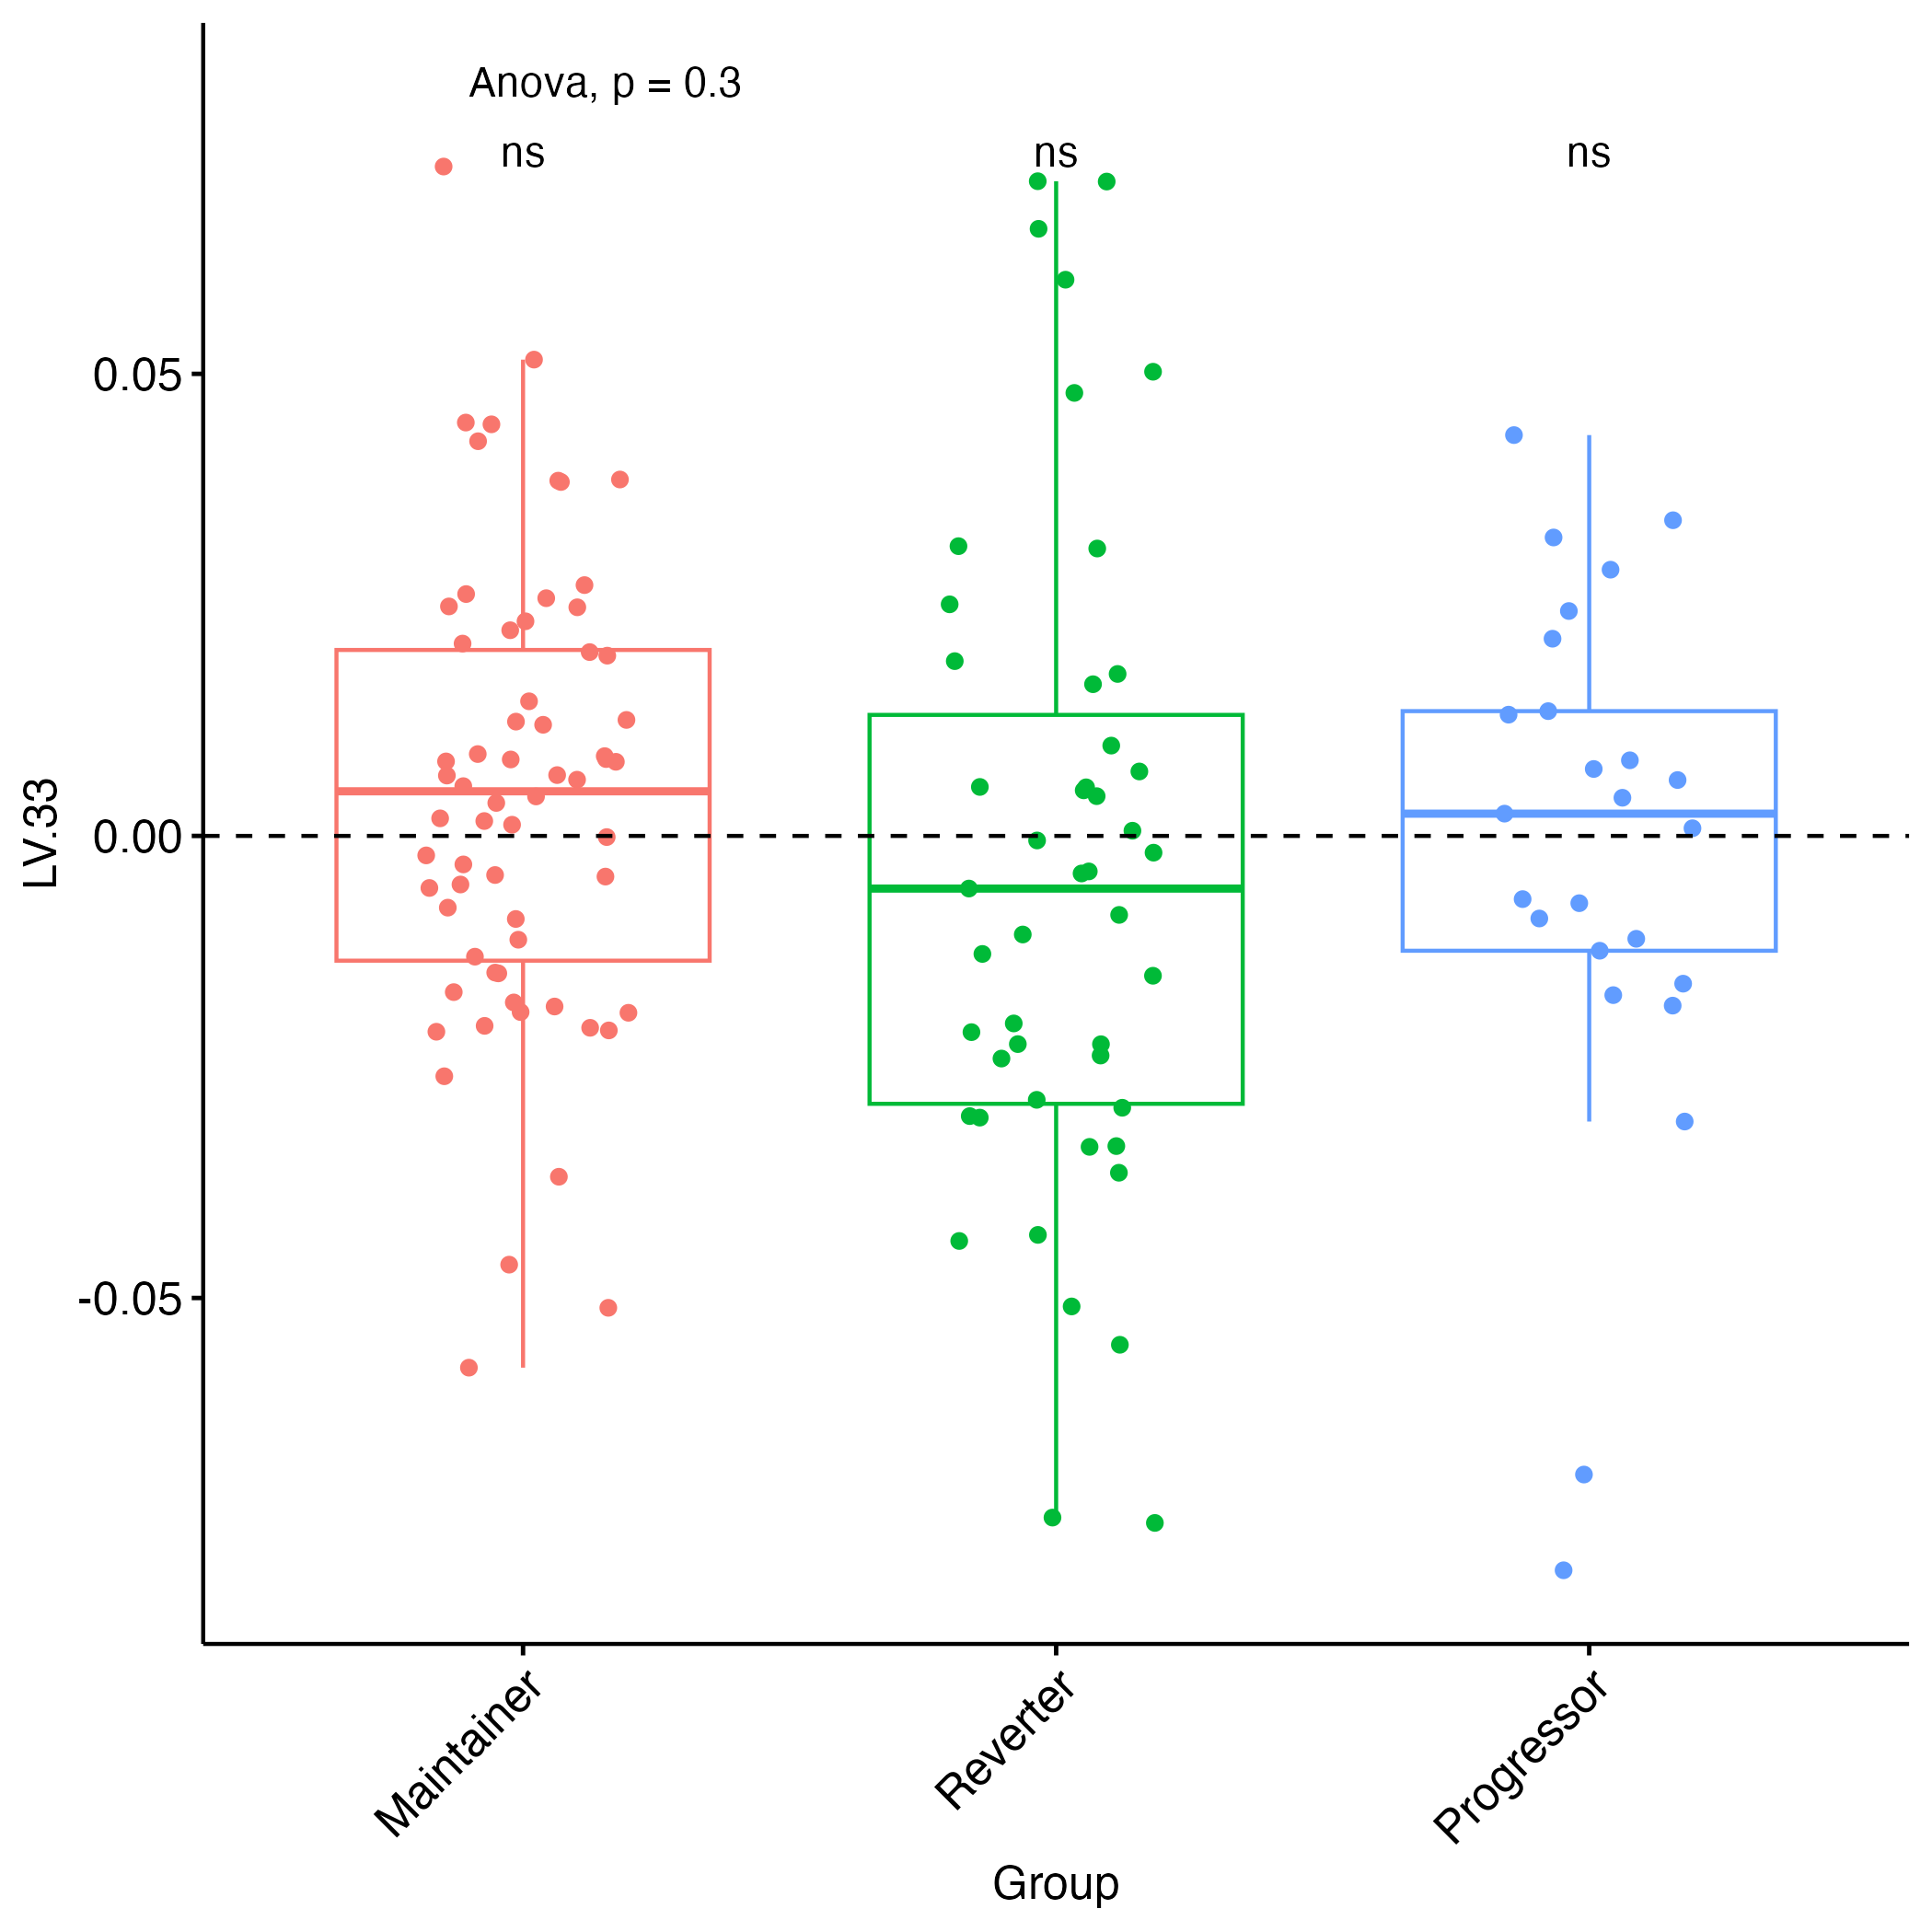 Anova, p = 0.3
ns ns ns
0.05
0.00
-0.05
LV.33
Maintainer Reverter Progressor
Group